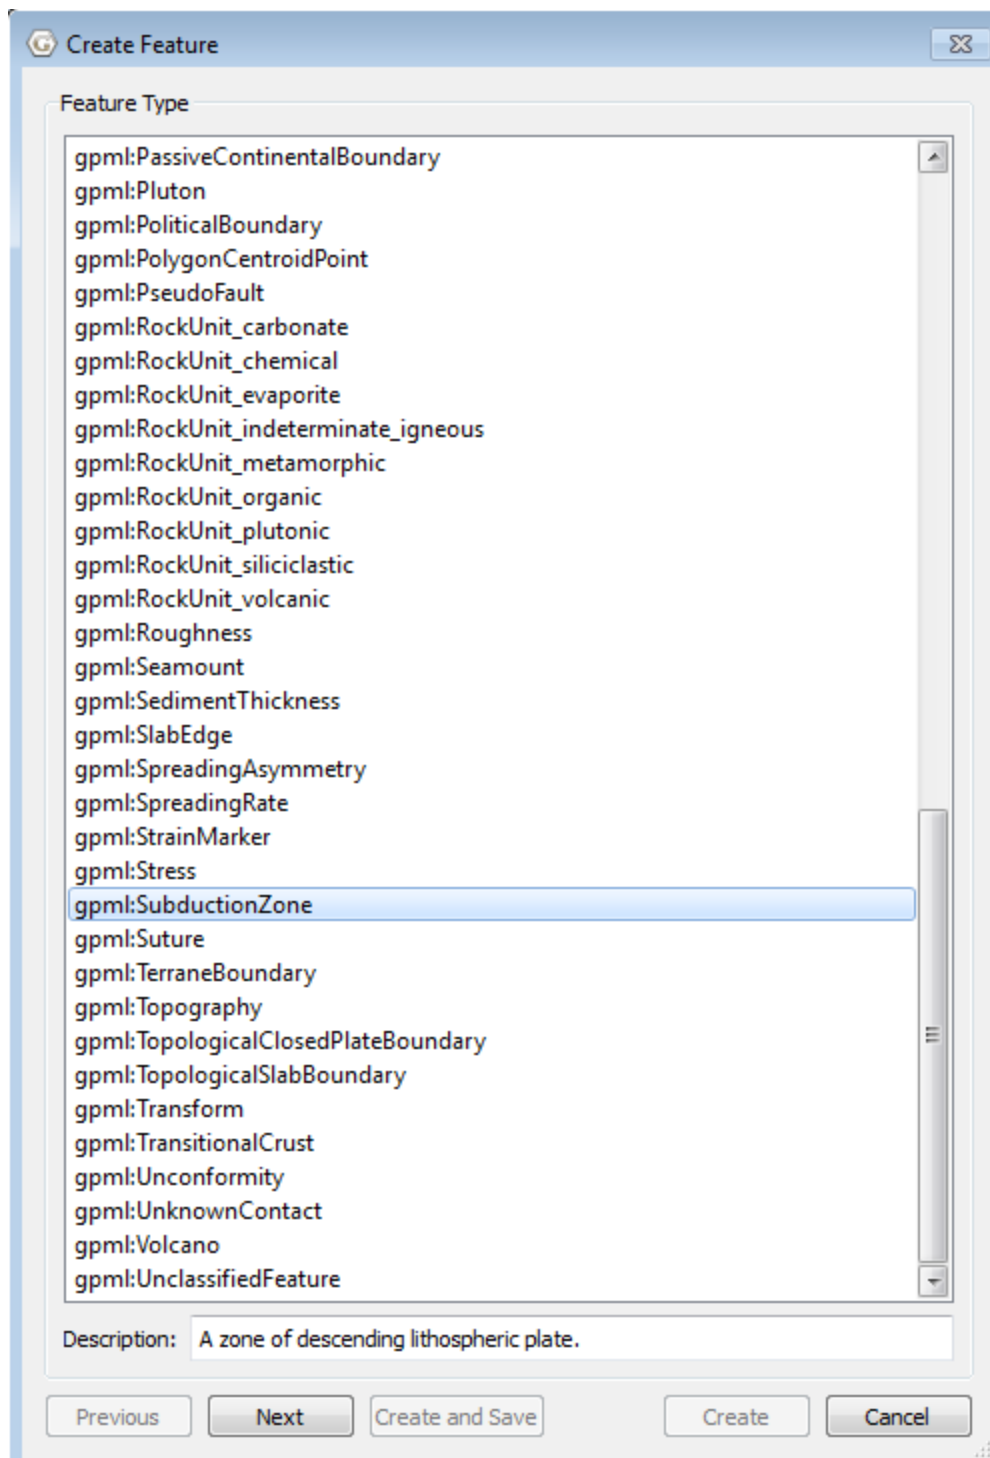 Create Feature
Feature Type
gpml:PassiveContinentalBoundary
gpml:Pluton
gpml:PoliticalBoundary
gpml:PolygonCentroidPoint
gpml:PseudoFault
gpml:RockUnit_carbonate
gpml:RockUnit_chemical
gpml:RockUnit_evaporite
gpml:RockUnit_indeterminate_igneous
gpml:RockUnit_metamorphic
gpml:RockUnit_organic
gpml:RockUnit_plutonic
gpml:RockUnit_siliciclastic
gpml:RockUnit_volcanic
gpml:Roughness
gpml:Seamount
gpml:SedimentThickness
gpml:SlabEdge
gpml:SpreadingAsymmetry
gpml:SpreadingRate
gpml:StrainMarker
gpml:Stress
gpml:SubductionZone
gpml:Suture
gpml:TerraneBoundary
gpml:Topography
gpml:TopologicalClosedPlateBoundary
gpml:TopologicalSlabBoundary
gpml:Transform
gpml:TransitionalCrust
gpml:Unconformity
gpml:UnknownContact
gpml:Volcano
gpml:UnclassifiedFeature
Description: A zone of descending lithospheric plate.
Previous Next Create and Save Create Cancel